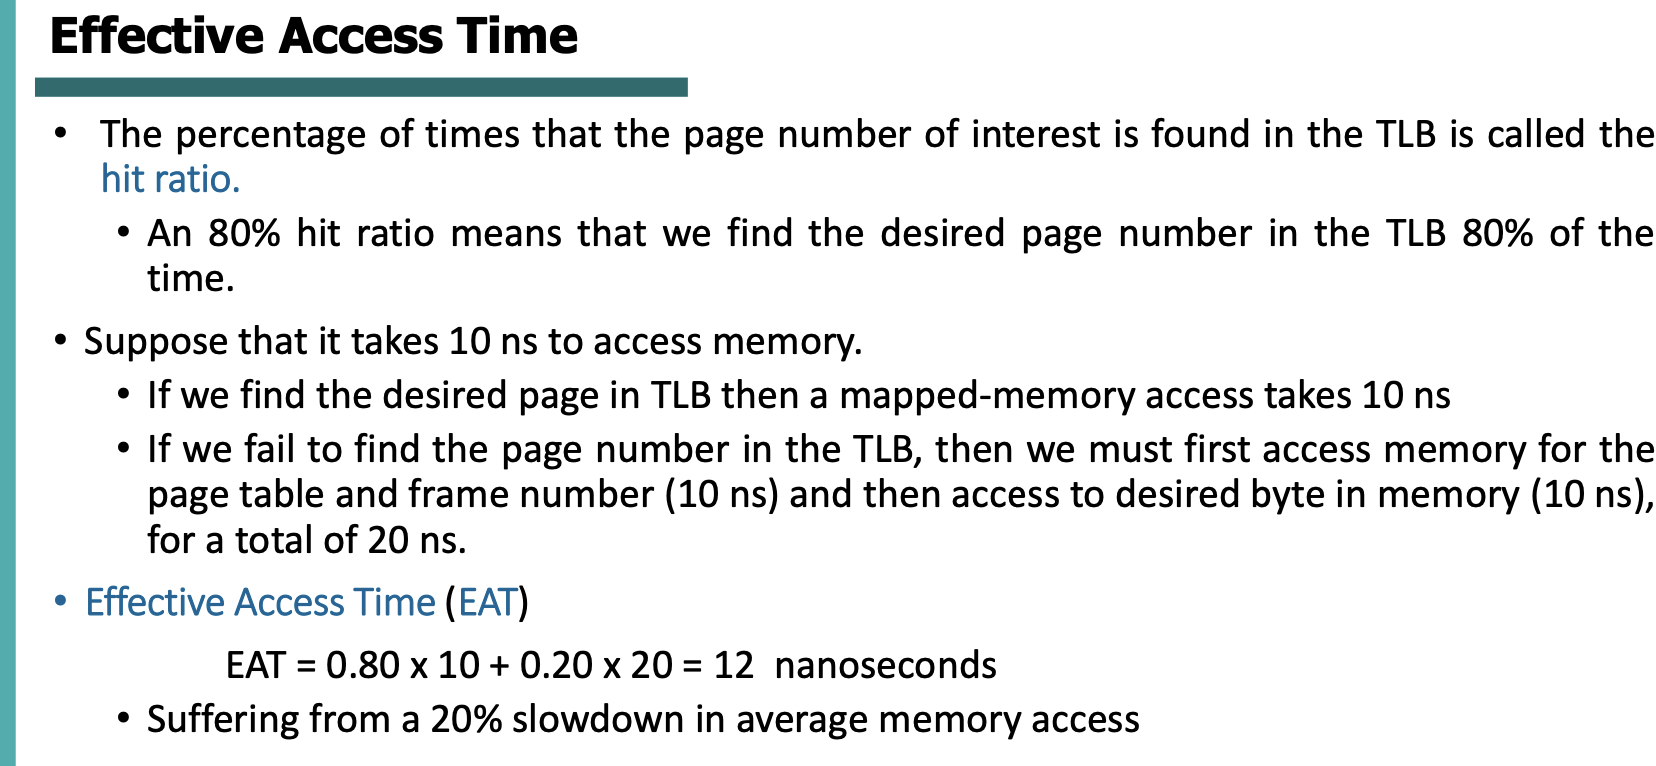 Effective Access Time
• The percentage of times that the page number of interest is found in the TLB is called the
hit ratio.
• An 80% hit ratio means that we find the desired page number in the TLB 80% of the
time.
• Suppose that it takes 10 ns to access memory.
• If we find the desired page in TLB then a mapped-memory access takes 10 ns
• If we fail to find the page number in the TLB, then we must first access memory for the
page table and frame number (10 ns) and then access to desired byte in memory (10 ns),
for a total of 20 ns.
• Effective Access Time (EAT)
EAT = 0.80 x 10 + 0.20 x 20 = 12 nanoseconds
• Suffering from a 20% slowdown in average memory access